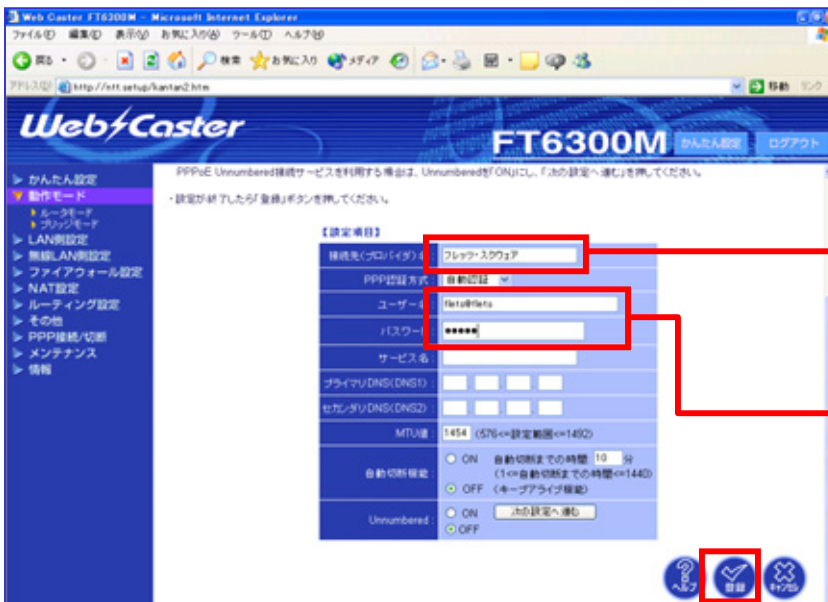 Web Caster FT6300M - Microsoft Internet Explorer
ファイル(F) 編集(E) 表示(V) お気に入り(A) ツール(T) ヘルプ(H)
戻る 検索 お気に入り メディア
アドレス(D) http://ntt.setup/kantan2.htm 移動 リンク
Web Caster
FT6300M かんたん設定 ログアウト
かんたん設定
動作モード
ルータモード
ブリッジモード
LAN側設定
無線LAN側設定
ファイアウォール設定
NAT設定
ルーティング設定
その他
PPP接続/切断
メンテナンス
情報
PPPoE Unnumbered接続サービスを利用する場合は、Unnumberedを「ON」にし、「次の設定へ進む」を押してください。
・設定が終了したら「登録」ボタンを押してください。
【設定項目】
接続先(プロバイダ)名: フレッツ・スクウェア
PPP認証方式: 自動認証
ユーザー名: flets@flets
パスワード: ●●●●●
サービス名:
プライマリDNS(DNS1):
セカンダリDNS(DNS2):
MTU値: 1454 (576<=設定範囲<=1492)
自動切断機能: ON 自動切断までの時間 10 分
(1<=自動切断までの時間<=1440)
OFF (キープアライブ機能)
Unnumbered: ON 次の設定へ進む
OFF
ヘルプ 登録 キャンセル